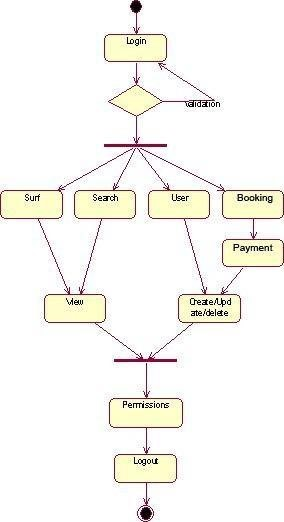 Login
Validation
Surf
Search
User
Booking
Payment
View
Create/Upd
ate/delete
Permissions
Logout